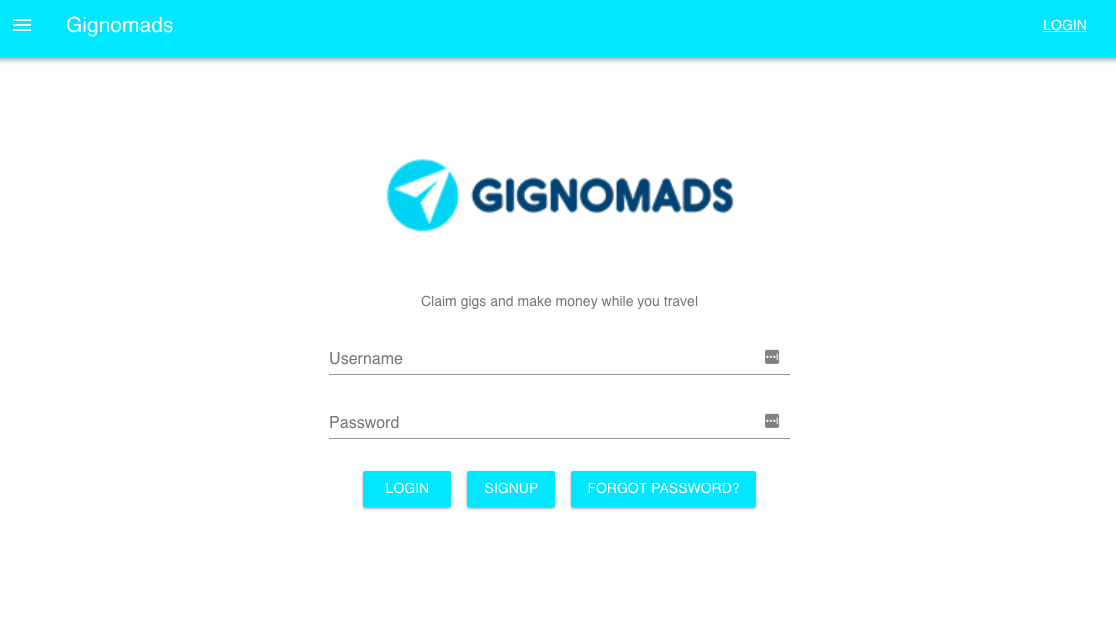 Gignomads
LOGIN
GIGNOMADS
Claim gigs and make money while you travel
Username
Password
LOGIN SIGNUP FORGOT PASSWORD?